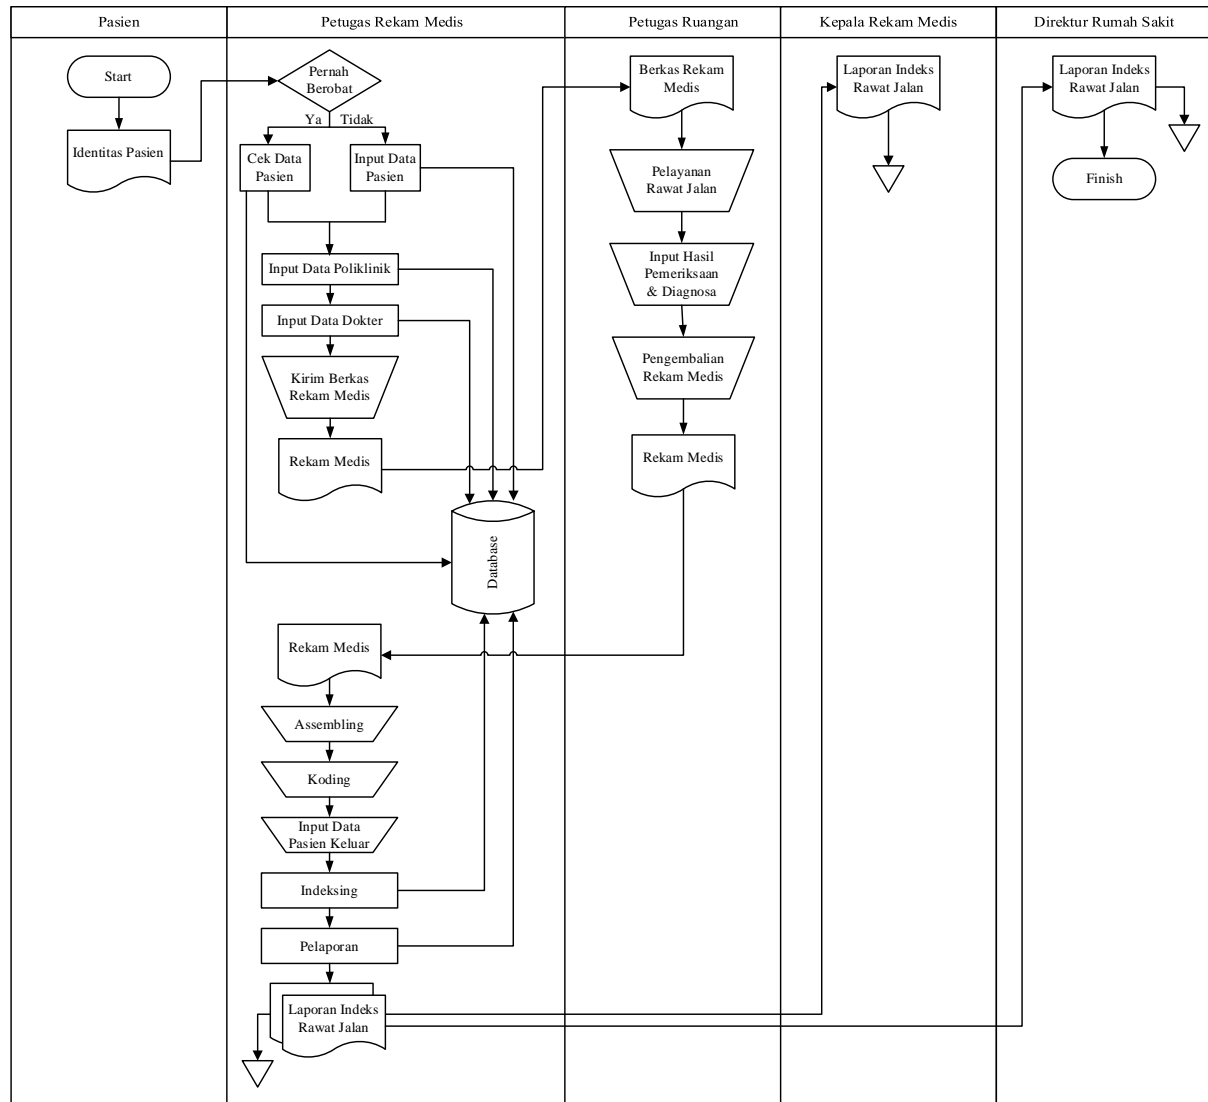 Pasien
Petugas Rekam Medis
Petugas Ruangan
Kepala Rekam Medis
Direktur Rumah Sakit
Start
Identitas Pasien
Pernah
Berobat
Ya
Tidak
Cek Data
Pasien
Input Data
Pasien
Input Data Poliklinik
Input Data Dokter
Kirim Berkas
Rekam Medis
Rekam Medis
Database
Rekam Medis
Assembling
Koding
Input Data
Pasien Keluar
Indeksing
Pelaporan
Laporan Indeks
Rawat Jalan
Berkas Rekam
Medis
Pelayanan
Rawat Jalan
Input Hasil
Pemeriksaan
& Diagnosa
Pengembalian
Rekam Medis
Rekam Medis
Laporan Indeks
Rawat Jalan
Laporan Indeks
Rawat Jalan
Finish